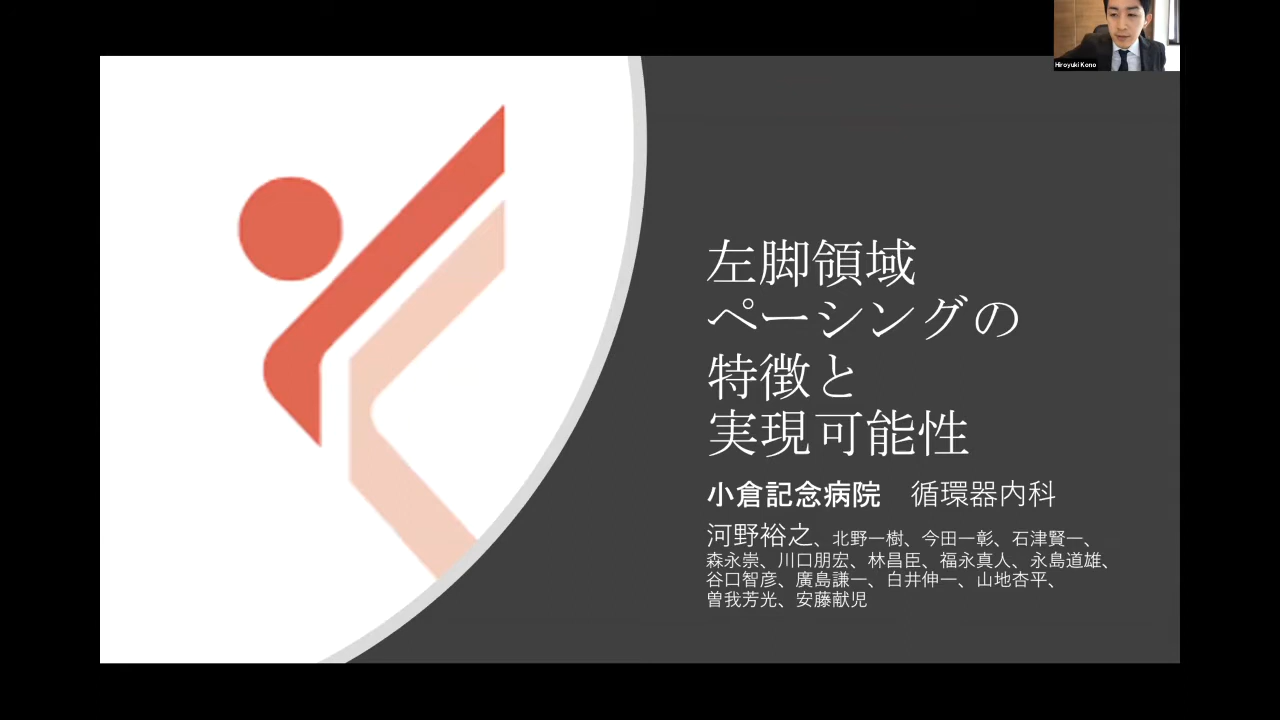 Hiroyuki Kono
左脚領域
ペーシングの
特徴と
実現可能性
小倉記念病院　循環器内科
河野裕之、北野一樹、今田一彰、石津賢一、
森永崇、川口朋宏、林昌臣、福永真人、永島道雄、
谷口智彦、廣島謙一、白井伸一、山地杏平、
曽我芳光、安藤献児